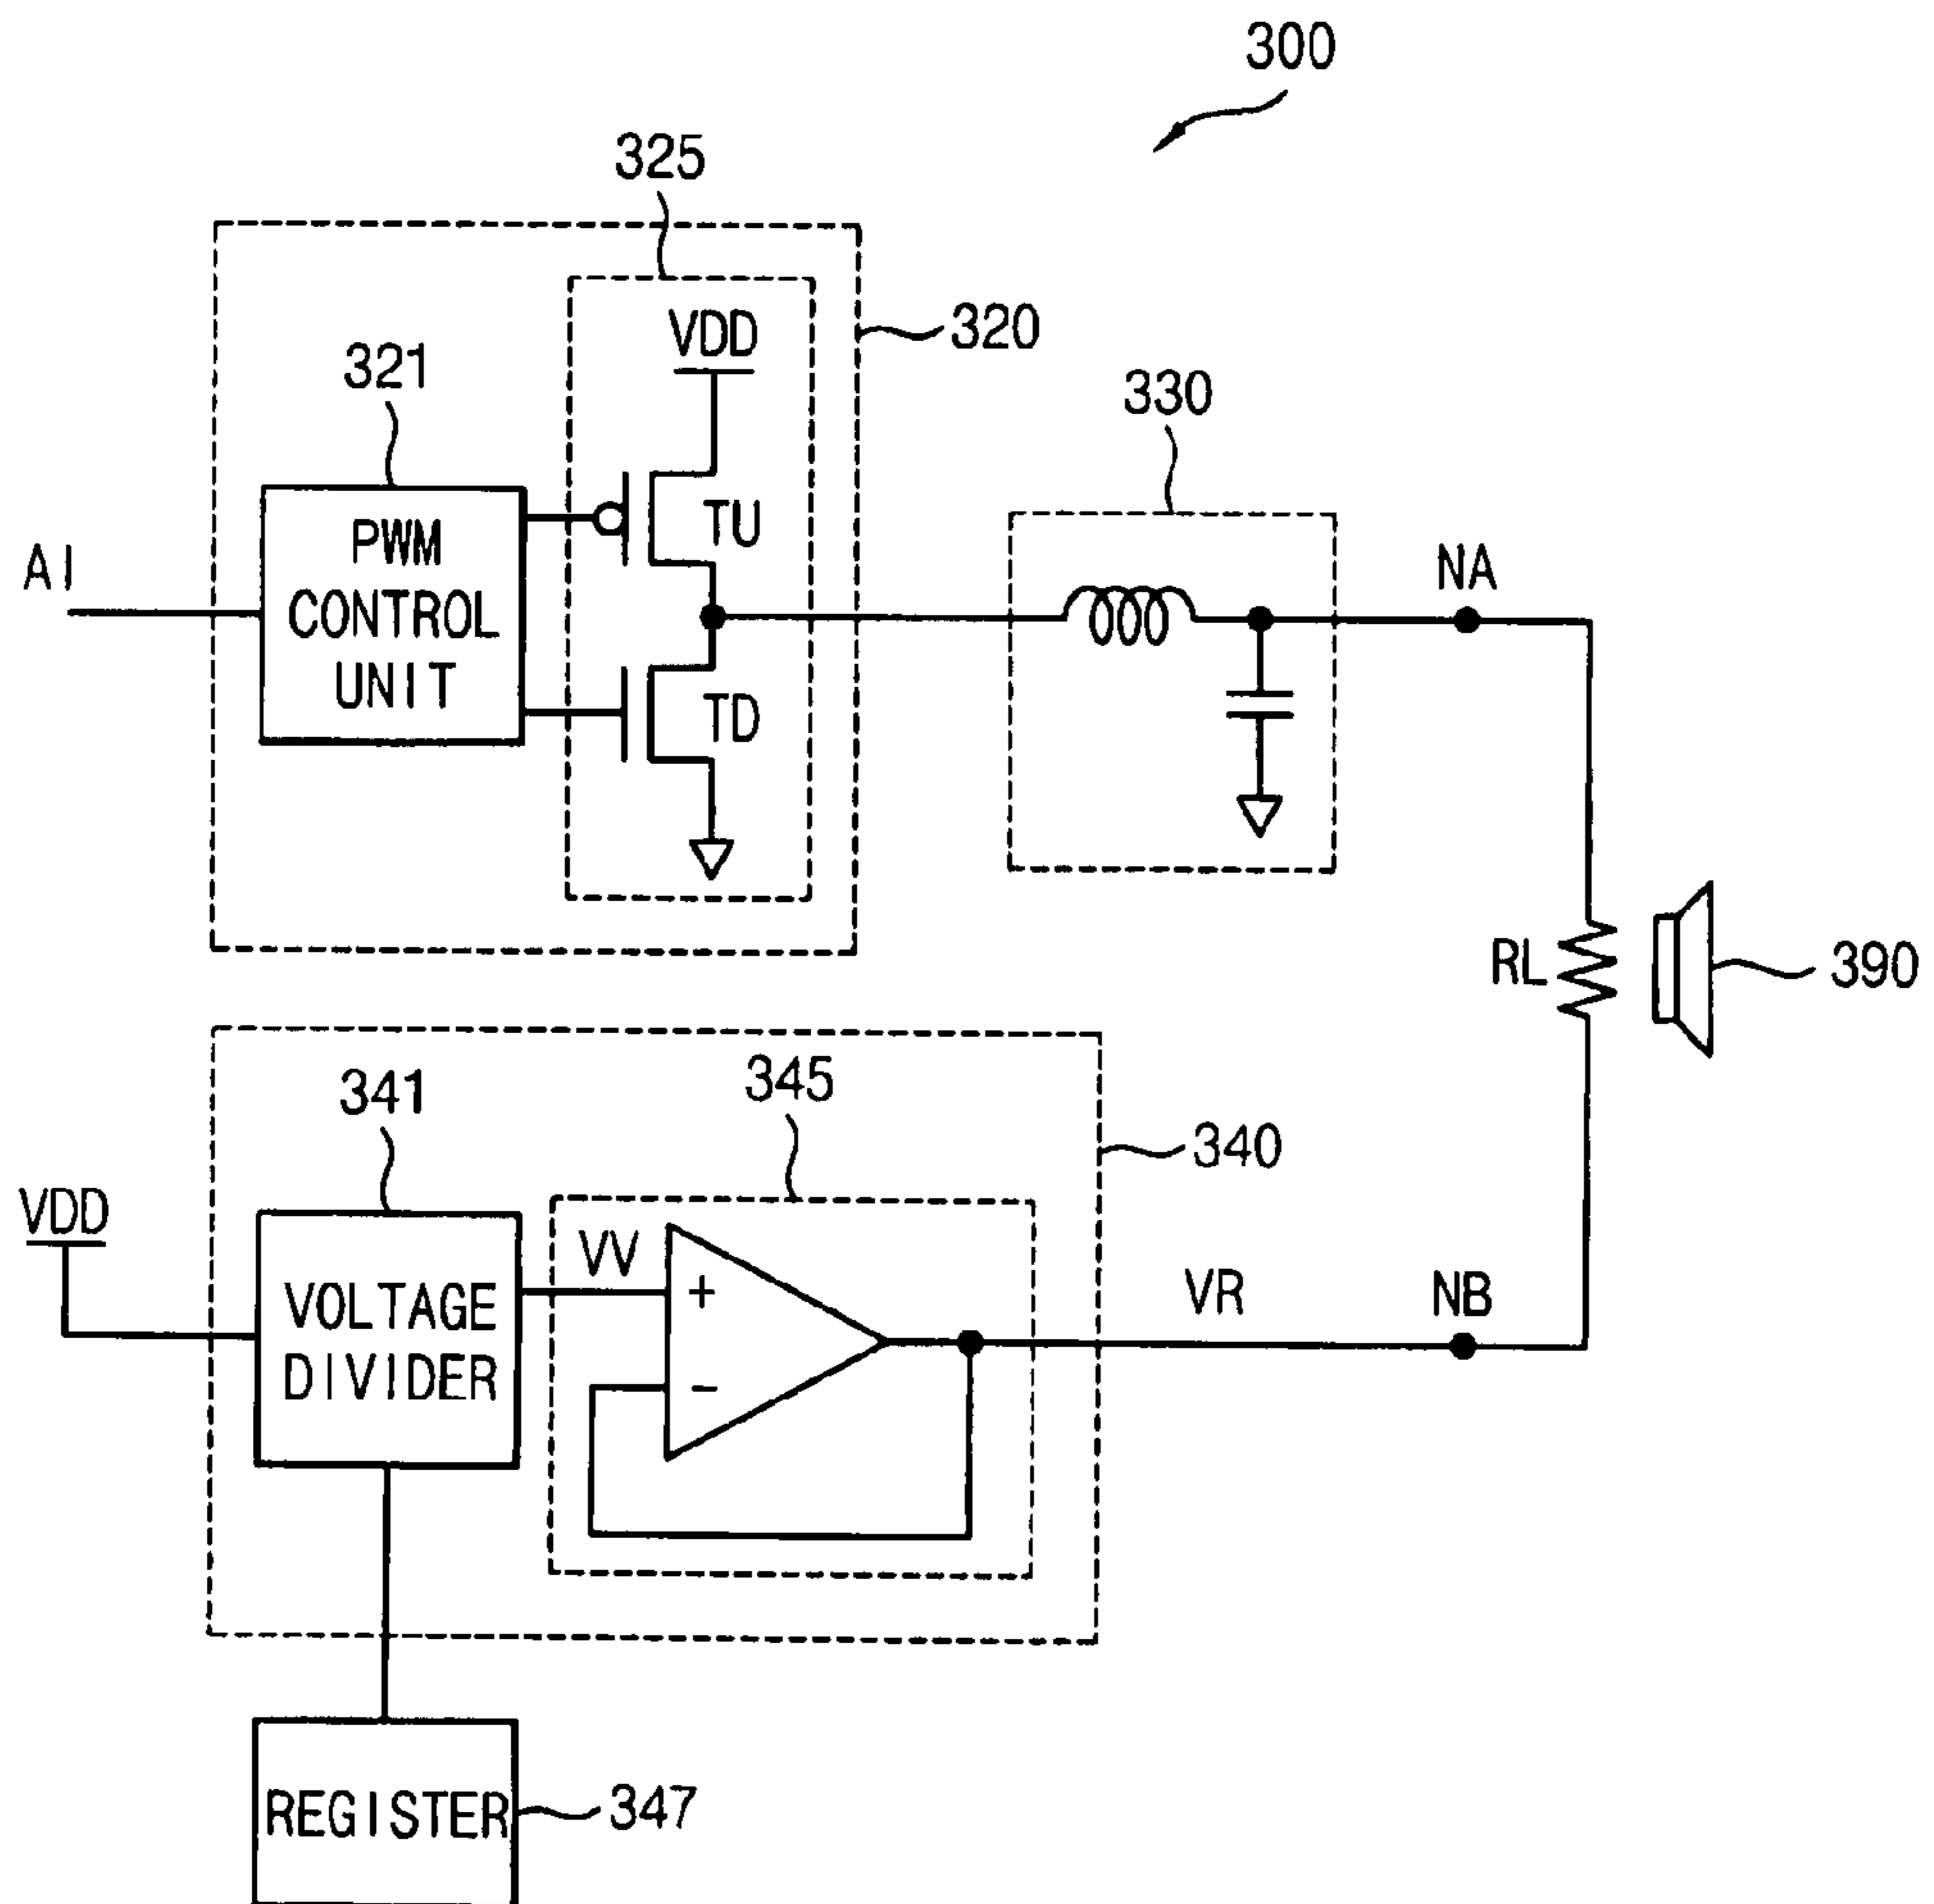 300
325
VDD
320
321
330
PWM
CONTROL
UNIT
TU
AI
NA
TD
RL
390
341
345
340
VDD
VV
+
VOLTAGE
DIVIDER
VR
NB
-
REGISTER
347